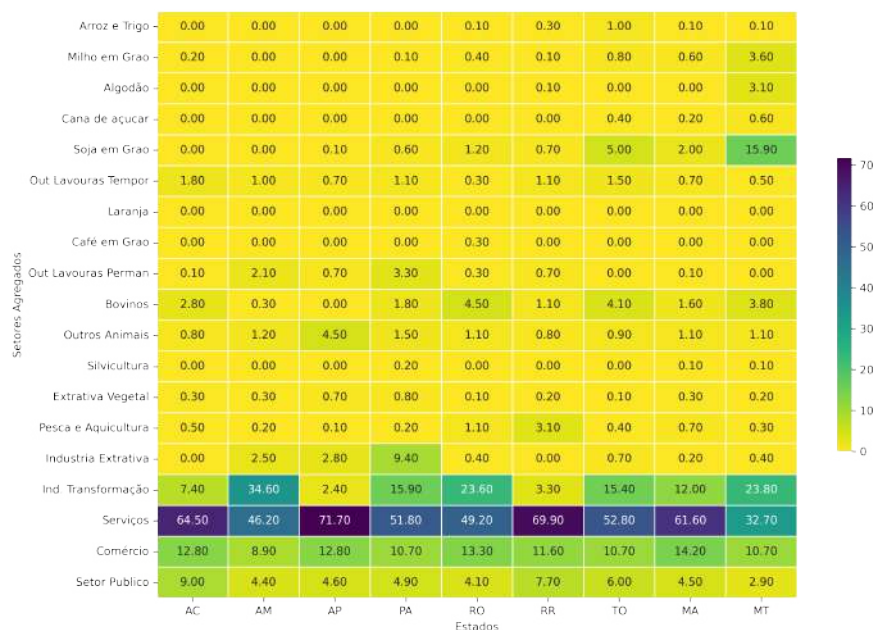 Arroz e Trigo 0.00 0.00 0.00 0.00 0.10 0.30 1.00 0.10 0.10
Milho em Grao 0.20 0.00 0.00 0.10 0.40 0.10 0.80 0.60 3.60
Algodão 0.00 0.00 0.00 0.00 0.00 0.10 0.00 0.00 3.10
Cana de açucar 0.00 0.00 0.00 0.00 0.00 0.00 0.40 0.20 0.60
Soja em Grao 0.00 0.00 0.10 0.60 1.20 0.70 5.00 2.00 15.90
Out Lavouras Tempor 1.80 1.00 0.70 1.10 0.30 1.10 1.50 0.70 0.50
Laranja 0.00 0.00 0.00 0.00 0.00 0.00 0.00 0.00 0.00
Café em Grao 0.00 0.00 0.00 0.00 0.30 0.00 0.00 0.00 0.00
Out Lavouras Perman 0.10 2.10 0.70 3.30 0.30 0.70 0.00 0.10 0.00
Bovinos 2.80 0.30 0.00 1.80 4.50 1.10 4.10 1.60 3.80
Outros Animais 0.80 1.20 4.50 1.50 1.10 0.80 0.90 1.10 1.10
Silvicultura 0.00 0.00 0.00 0.20 0.00 0.00 0.00 0.10 0.10
Extrativa Vegetal 0.30 0.30 0.70 0.80 0.10 0.20 0.10 0.30 0.20
Pesca e Aquicultura 0.50 0.20 0.10 0.20 1.10 3.10 0.40 0.70 0.30
Industria Extrativa 0.00 2.50 2.80 9.40 0.40 0.00 0.70 0.20 0.40
Ind. Transformação 7.40 34.60 2.40 15.90 23.60 3.30 15.40 12.00 23.80
Serviços 64.50 46.20 71.70 51.80 49.20 69.90 52.80 61.60 32.70
Comércio 12.80 8.90 12.80 10.70 13.30 11.60 10.70 14.20 10.70
Setor Publico 9.00 4.40 4.60 4.90 4.10 7.70 6.00 4.50 2.90
AC AM AP PA RO RR TO MA MT
Estados
Setores Agregados
70
60
50
40
30
20
10
0